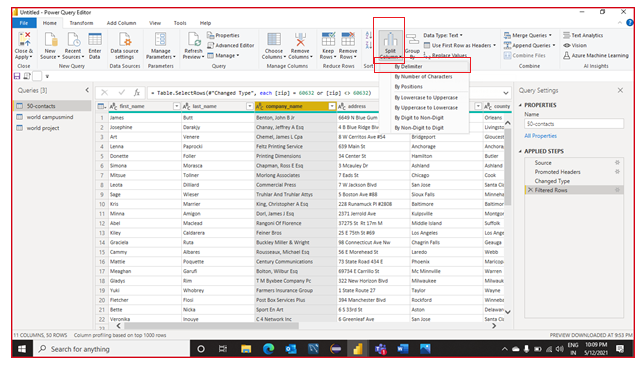 Untitled - Power Query Editor
File Home Transform Add Column View Tools Help
Close & Apply
New Source
Recent Sources
Enter Data
Data source settings
Manage Parameters
Refresh Preview
Properties
Advanced Editor
Manage
Choose Columns
Remove Columns
Keep Rows
Remove Rows
Split Column
Group By
Data Type: Text
Use First Row as Headers
Replace Values
Merge Queries
Append Queries
Combine Files
Text Analytics
Vision
Azure Machine Learning
Close New Query Data Sources Parameters Query Manage Columns Reduce Rows Sort Combine AI Insights
By Delimiter
By Number of Characters
By Positions
By Lowercase to Uppercase
By Uppercase to Lowercase
By Digit to Non-Digit
By Non-Digit to Digit
Queries [3]
50-contacts
world campusmind
world project
= Table.SelectRows(#"Changed Type", each [zip] = 60632 or [zip] <> 60632)
first_name last_name company_name address county
1 James Butt Benton, John B Jr 6649 N Blue Gum Orleans
2 Josephine Darakjy Chanay, Jeffrey A Esq 4 B Blue Ridge Blv Livingsto
3 Art Venere Chemel, James L Cpa 8 W Cerritos Ave #54 Bridgeport Glouceste
4 Lenna Paprocki Feltz Printing Service 639 Main St Anchorage Anchora
5 Donette Foller Printing Dimensions 34 Center St Hamilton Butler
6 Simona Morasca Chapman, Ross E Esq 3 Mcauley Dr Ashland Ashland
7 Mitsue Tollner Morlong Associates 7 Eads St Chicago Cook
8 Leota Dilliard Commercial Press 7 W Jackson Blvd San Jose Santa Cl
9 Sage Wieser Truhlar And Truhlar Attys 5 Boston Ave #88 Sioux Falls Minneha
10 Kris Marrier King, Christopher A Esq 228 Runamuck Pl #2808 Baltimore Baltimor
11 Minna Amigon Dorl, James J Esq 2371 Jerrold Ave Kulpsville Montgor
12 Abel Maclead Rangoni Of Florence 37275 St Rt 17m M Middle Island Suffolk
13 Kiley Caldarera Feiner Bros 25 E 75th St #69 Los Angeles Los Ange
14 Graciela Ruta Buckley Miller & Wright 98 Connecticut Ave Nw Chagrin Falls Geauga
15 Cammy Albares Rousseaux, Michael Esq 56 E Morehead St Laredo Webb
16 Mattie Poquette Century Communications 73 State Road 434 E Phoenix Maricop
17 Meaghan Garufi Bolton, Wilbur Esq 69734 E Carrillo St Mc Minnville Warren
18 Gladys Rim T M Byxbee Company Pc 322 New Horizon Blvd Milwaukee Milwauke
19 Yuki Whobrey Farmers Insurance Group 1 State Route 27 Taylor Wayne
20 Fletcher Flosi Post Box Services Plus 394 Manchester Blvd Rockford Winneba
21 Bette Nicka Sport En Art 6 S 33rd St Aston Delawar
22 Veronika Inouye C 4 Network Inc 6 Greenleaf Ave San Jose Santa Cl
Query Settings
PROPERTIES
Name
50-contacts
All Properties
APPLIED STEPS
Source
Promoted Headers
Changed Type
Filtered Rows
11 COLUMNS, 50 ROWS Column profiling based on top 1000 rows PREVIEW DOWNLOADED AT 9:53 PM
Search for anything
ENG
IN
10:09 PM
5/12/2021